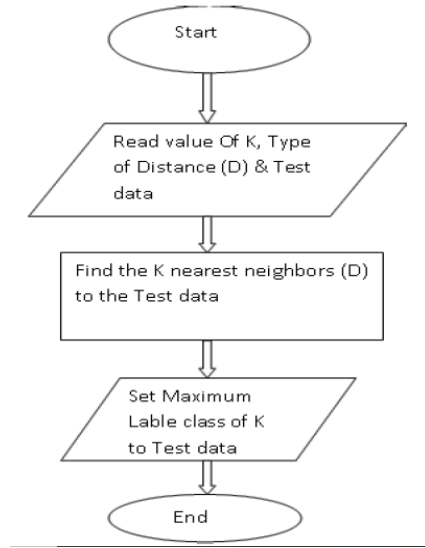 Start
Read value Of K, Type
of Distance (D) & Test
data
Find the K nearest neighbors (D)
to the Test data
Set Maximum
Lable class of K
to Test data
End